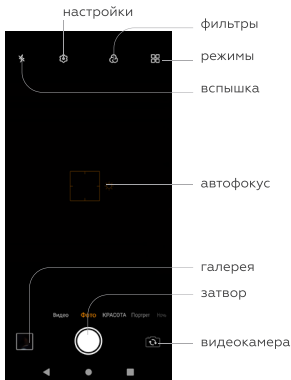 настройки
фильтры
режимы
вспышка
автофокус
галерея
затвор
Видео Фото КРАСОТА Портрет
видеокамера